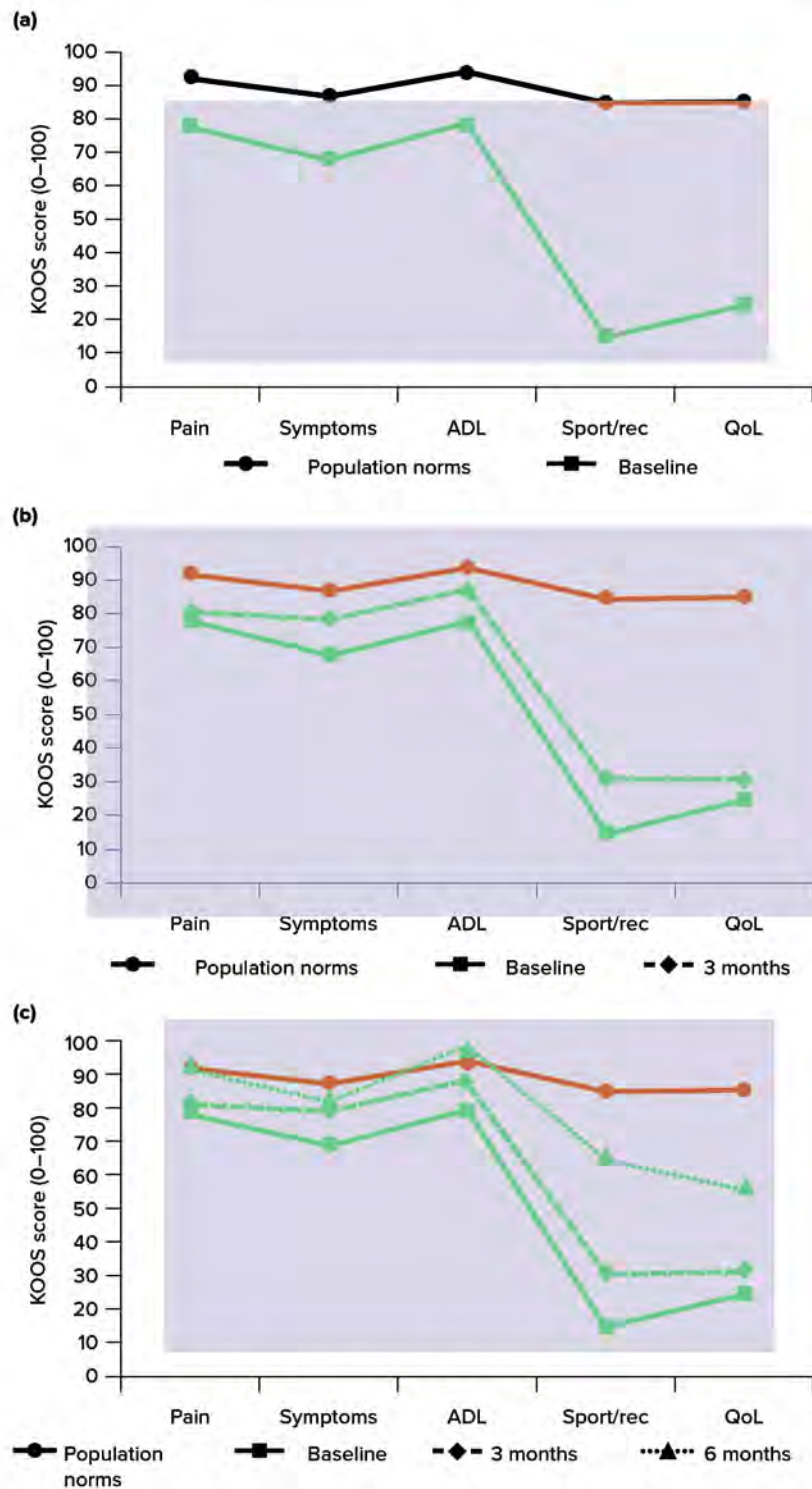 (a)
KOOS score (0–100)
100
90
80
70
60
50
40
30
20
10
0
Pain Symptoms ADL Sport/rec QoL
Population norms Baseline
(b)
KOOS score (0–100)
100
90
80
70
60
50
40
30
20
10
0
Pain Symptoms ADL Sport/rec QoL
Population norms Baseline 3 months
(c)
KOOS score (0–100)
100
90
80
70
60
50
40
30
20
10
0
Pain Symptoms ADL Sport/rec QoL
Population Baseline 3 months 6 months
norms